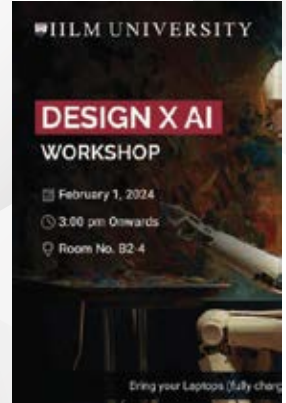 IILM UNIVERSITY
DESIGN X AI
WORKSHOP
February 1, 2024
3:00 pm Onwards
Room No. B2-4
Bring your Laptops (fully charg